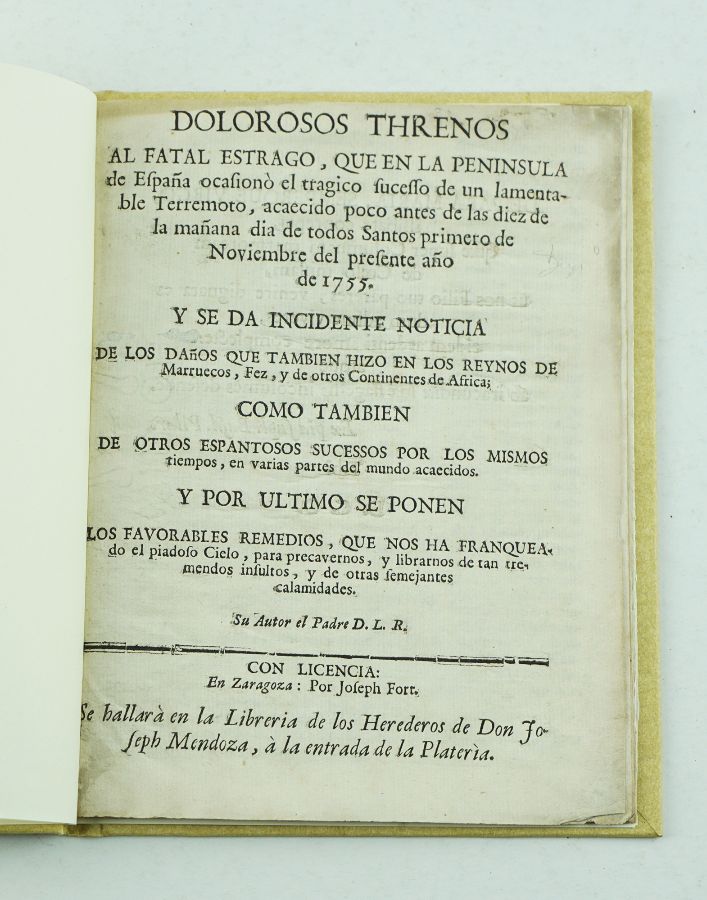 DOLOROSOS THRENOS
AL FATAL ESTRAGO, QUE EN LA PENINSULA
de España ocaſionò el tragico ſuceſſo de un lamenta-
ble Terremoto, acaecido poco antes de las diez de
la mañana dia de todos Santos primero de
Noviembre del preſente año
de 1755.
Y SE DA INCIDENTE NOTICIA
DE LOS DAñOS QUE TAMBIEN HIZO EN LOS REYNOS DE
Marruecos, Fez, y de otros Continentes de Africa;
COMO TAMBIEN
DE OTROS ESPANTOSOS SUCESSOS POR LOS MISMOS
tiempos, en varias partes del mundo acaecidos.
Y POR ULTIMO SE PONEN
LOS FAVORABLES REMEDIOS, QUE NOS HA FRANQUEA-
do el piadoſo Cielo, para precavernos, y librarnos de tan tre-
mendos inſultos, y de otras ſemejantes
calamidades.
Su Autor el Padre D. L. R.
CON LICENCIA:
En Zaragoza: Por Joſeph Fort.
Se hallarà en la Libreria de los Herederos de Don Jo-
ſeph Mendoza, à la entrada de la Platerìa.